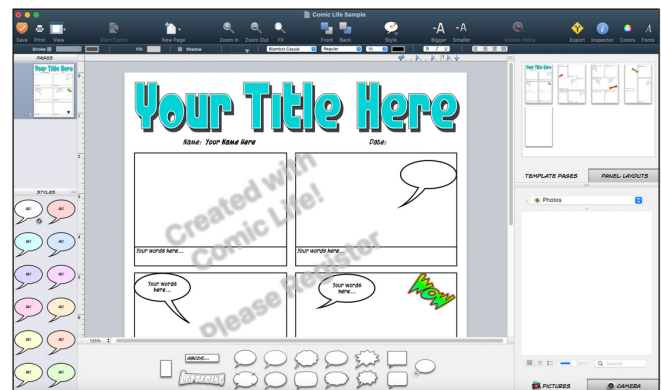 Comic Life Sample
Save Print View Start Comic New Page Zoom In Zoom Out Fit Front Back Style Bigger Smaller Instant Alpha Export Inspector Colors Fonts
Stroke Fill Shadow Blambot Casual Regular 10 B I
PAGES
Your Title Here
Your Title Here
Name: Your Name Here Date:
Created with
Comic Life!
Please Register
Your words here...
Your words here...
Your words
here...
Your words
here...
WOW
TEMPLATE PAGES PANEL LAYOUTS
Photos
STYLES
125%
ABCDE...
Search
PICTURES CAMERA